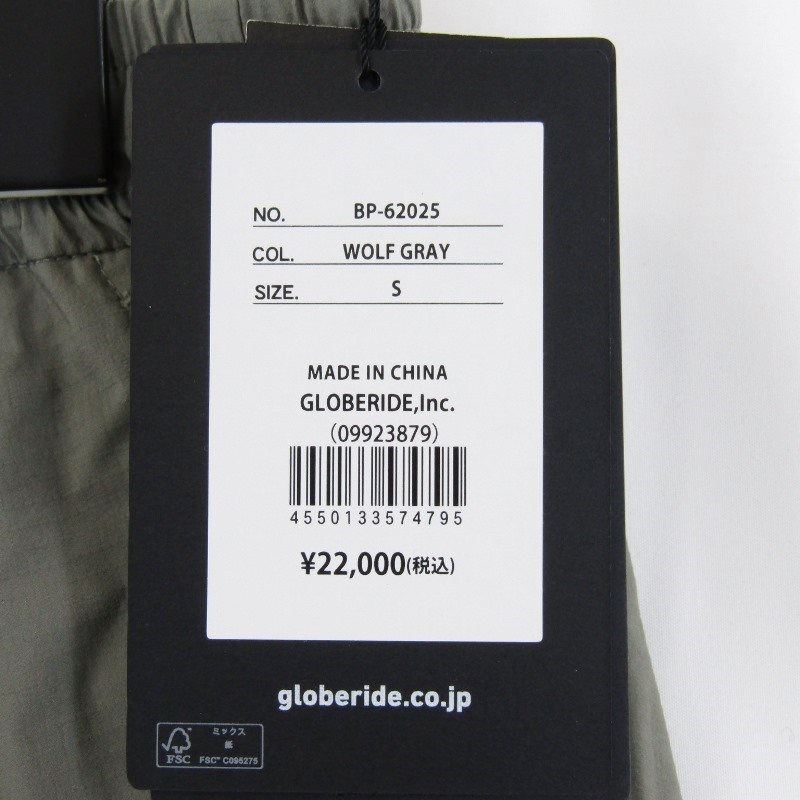 NO. BP-62025
COL. WOLF GRAY
SIZE. S
MADE IN CHINA
GLOBERIDE,Inc.
(09923879)
4550133574795
¥22,000(税込)
globeride.co.jp
FSC
ミックス
紙
FSC™ C095275